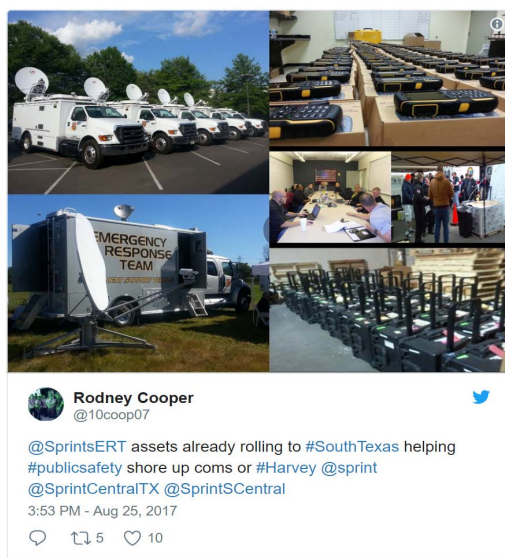 EMERGENCY
RESPONSE
TEAM
Rodney Cooper
@10coop07
@SprintsERT assets already rolling to #SouthTexas helping
#publicsafety shore up coms or #Harvey @sprint
@SprintCentralTX @SprintSCentral
3:53 PM - Aug 25, 2017
5
10